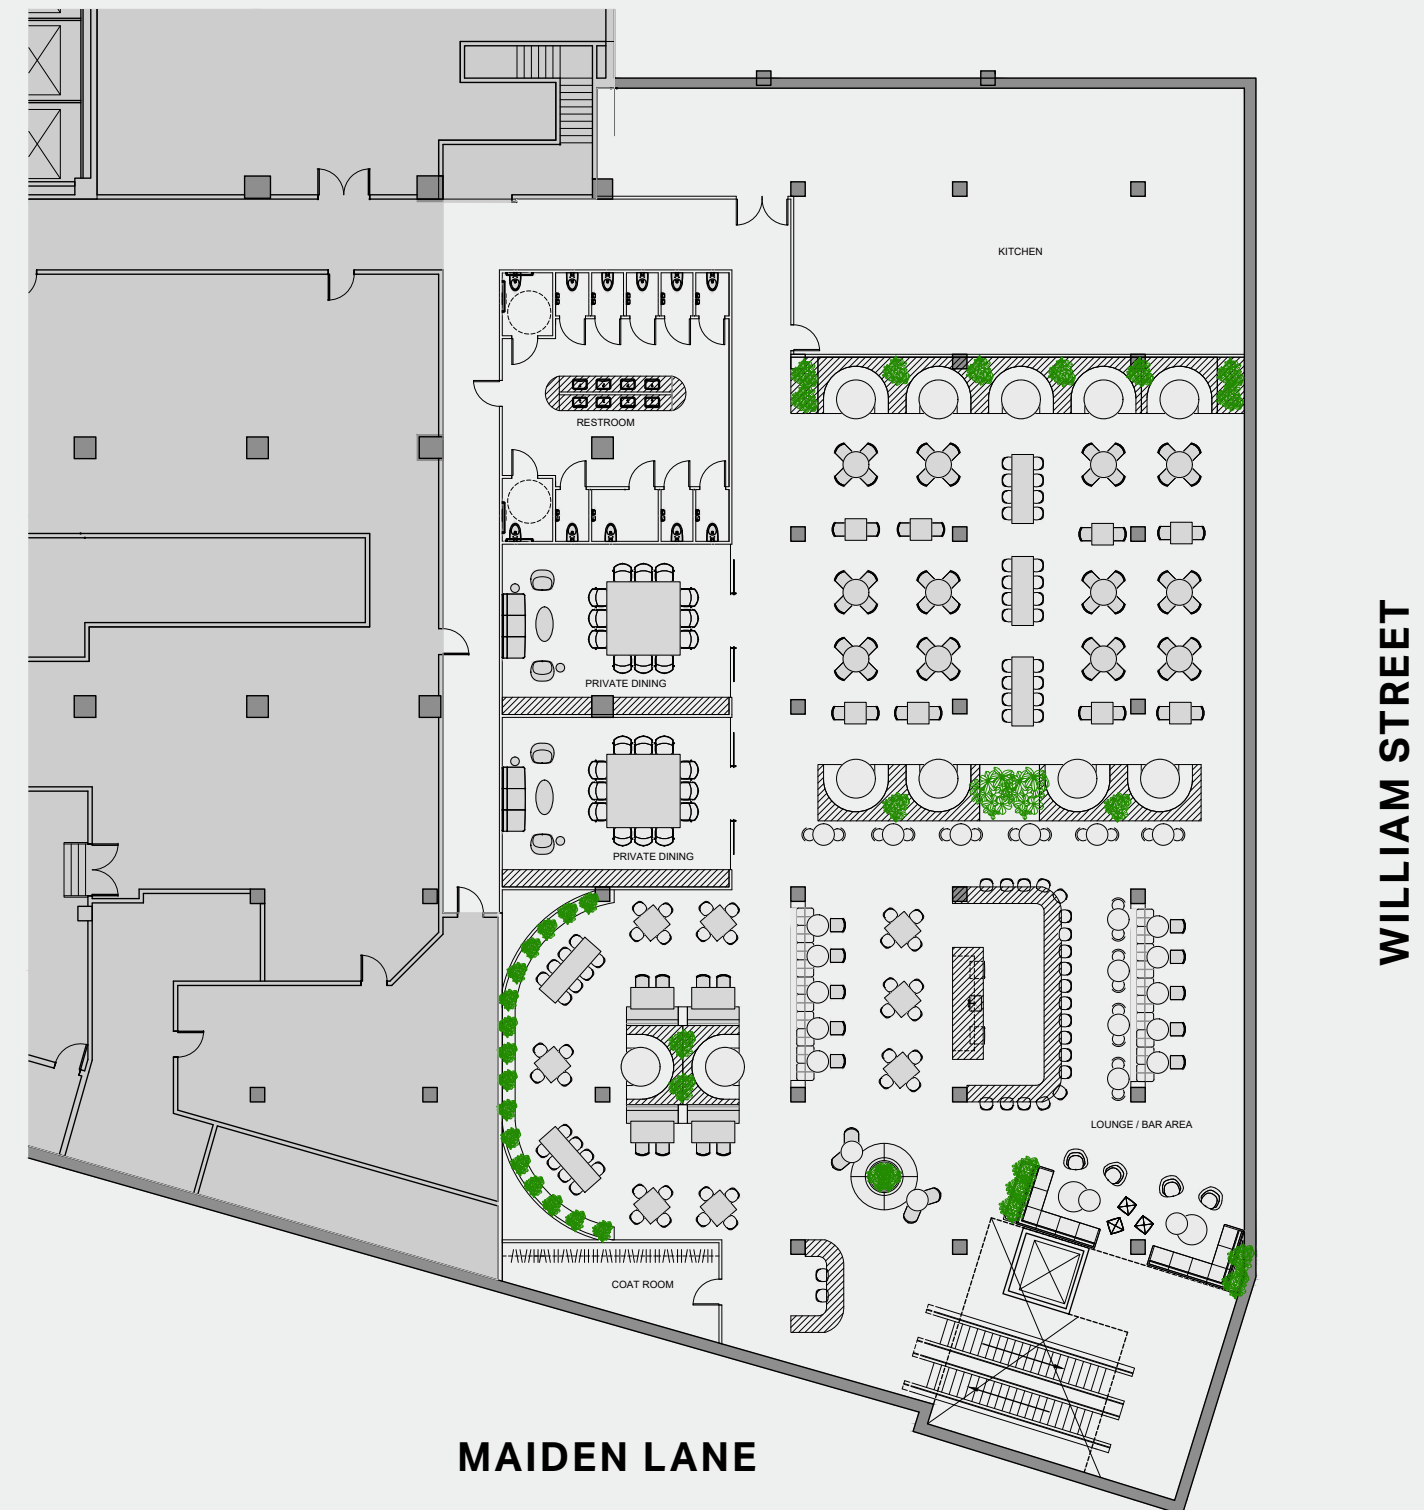 KITCHEN
RESTROOM
PRIVATE DINING
PRIVATE DINING
LOUNGE / BAR AREA
COAT ROOM
WILLIAM STREET
MAIDEN LANE